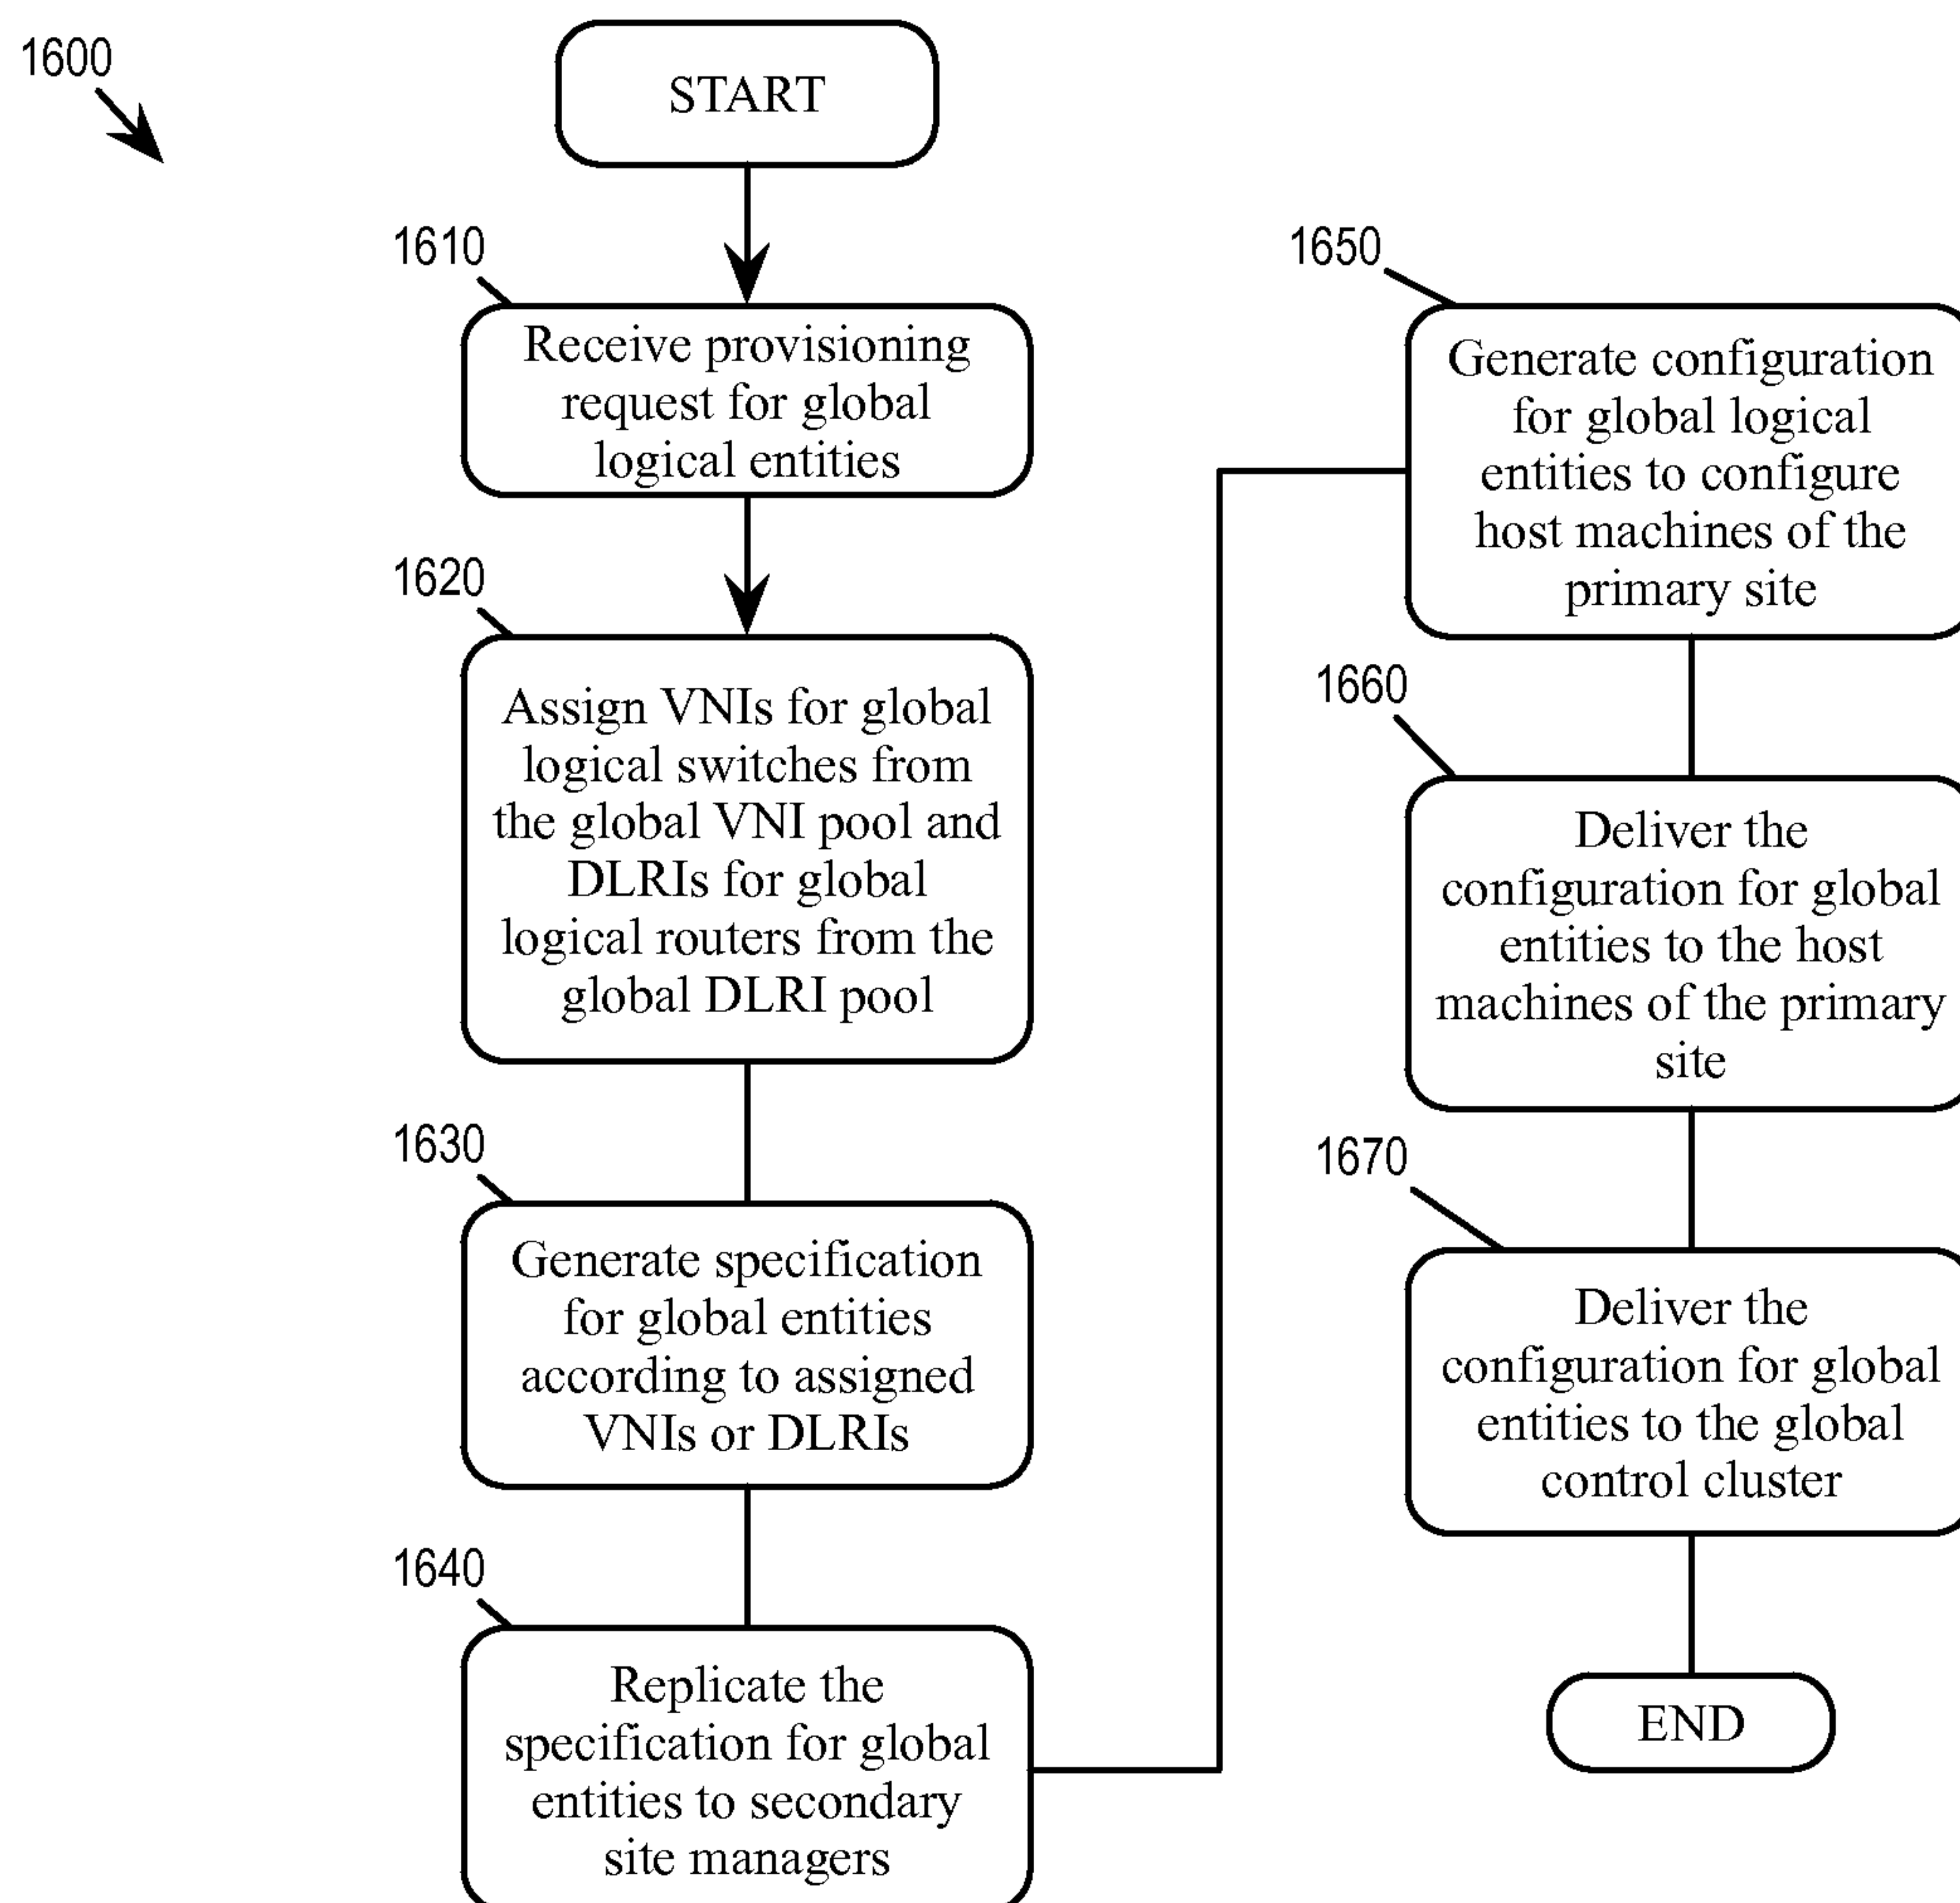 1600
START
1610
Receive provisioning
request for global
logical entities
1620
Assign VNIs for global
logical switches from
the global VNI pool and
DLRIs for global
logical routers from the
global DLRI pool
1630
Generate specification
for global entities
according to assigned
VNIs or DLRIs
1640
Replicate the
specification for global
entities to secondary
site managers
1650
Generate configuration
for global logical
entities to configure
host machines of the
primary site
1660
Deliver the
configuration for global
entities to the host
machines of the primary
site
1670
Deliver the
configuration for global
entities to the global
control cluster
END